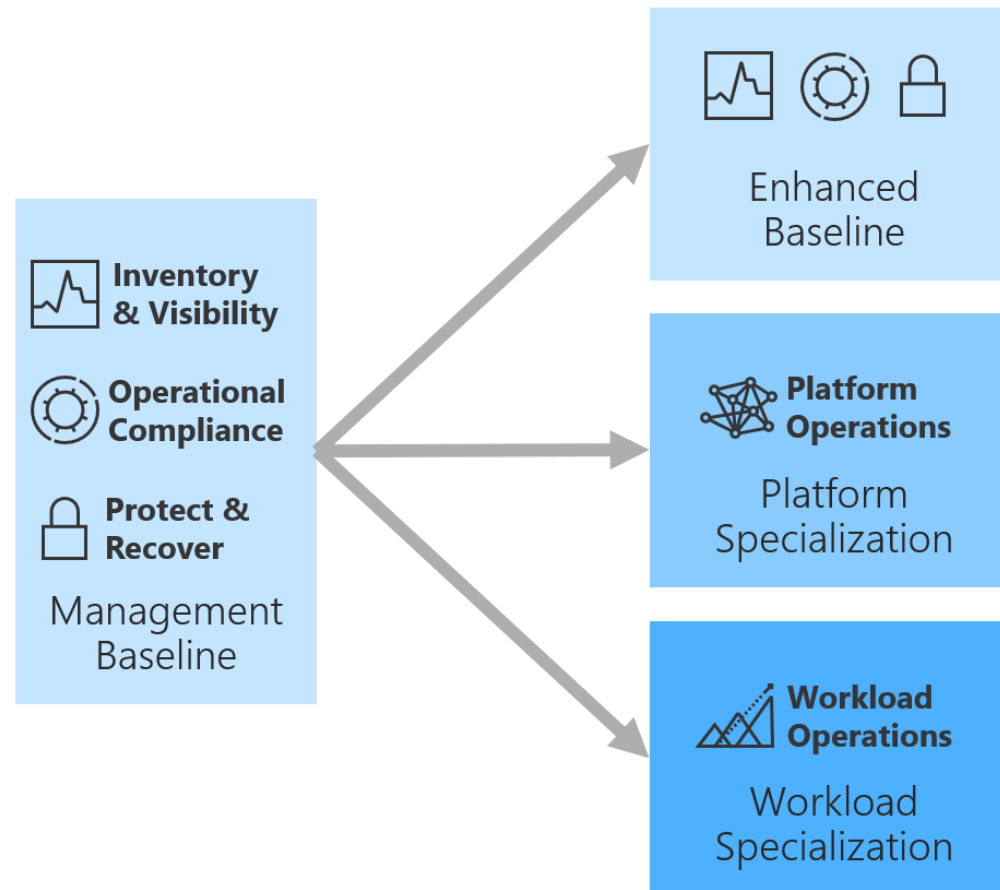 Inventory
& Visibility
Operational
Compliance
Protect &
Recover
Management
Baseline
Enhanced
Baseline
Platform
Operations
Platform
Specialization
Workload
Operations
Workload
Specialization